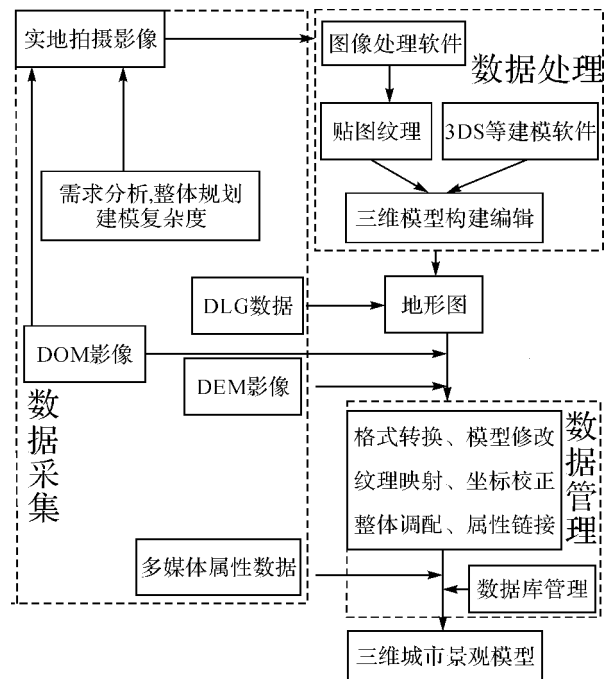 实地拍摄影像
图像处理软件
数据处理
贴图纹理
3DS等建模软件
需求分析,整体规划
建模复杂度
三维模型构建编辑
DLG数据
地形图
DOM影像
DEM影像
数据采集
格式转换、模型修改
纹理映射、坐标校正
整体调配、属性链接
数据管理
多媒体属性数据
数据库管理
三维城市景观模型